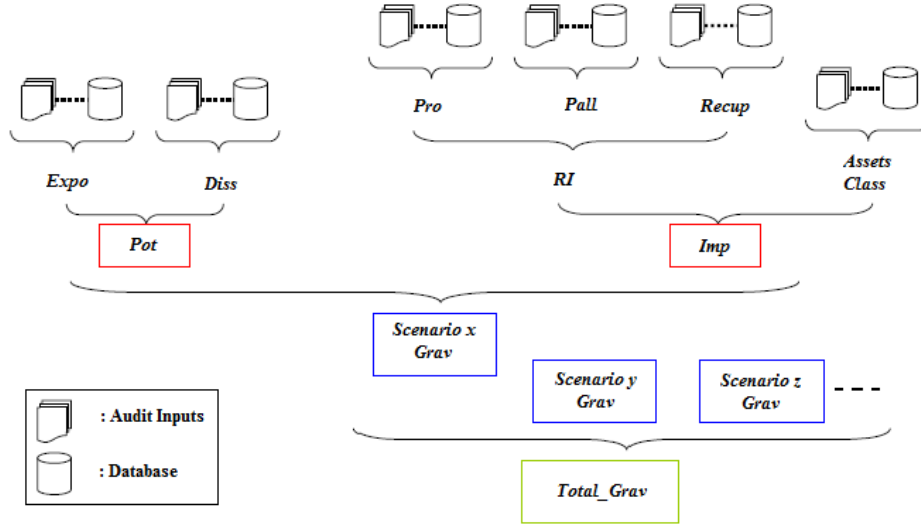 Pro
Pall
Recup
Expo
Diss
RI
Assets
Class
Pot
Imp
Scenario x
Grav
Scenario y
Grav
Scenario z
Grav
: Audit Inputs
: Database
Total_Grav